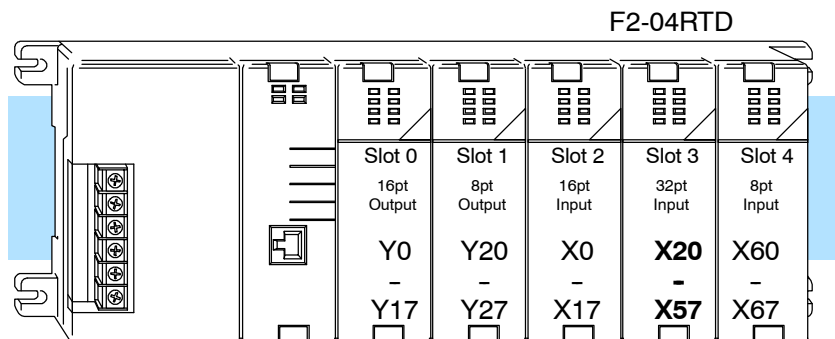 F2-04RTD
Slot 0 Slot 1 Slot 2 Slot 3 Slot 4
16pt 8pt 16pt 32pt 8pt
Output Output Input Input Input
Y0 Y20 X0 X20 X60
- - - - -
Y17 Y27 X17 X57 X67